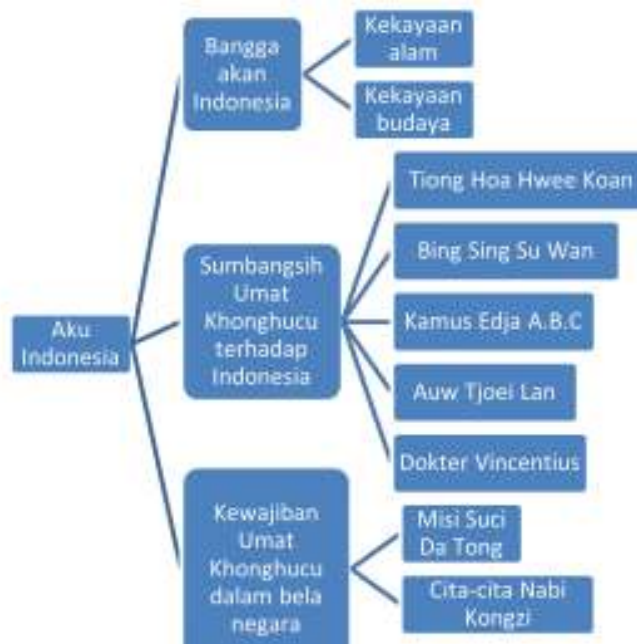 Aku
Indonesia
Bangga
akan
Indonesia
Kekayaan
alam
Kekayaan
budaya
Sumbangsih
Umat
Khonghucu
terhadap
Indonesia
Tiong Hoa Hwee Koan
Bing Sing Su Wan
Kamus Edja A.B.C
Auw Tjoei Lan
Dokter Vincentius
Kewajiban
Umat
Khonghucu
dalam bela
negara
Misi Suci
Da Tong
Cita-cita Nabi
Kongzi